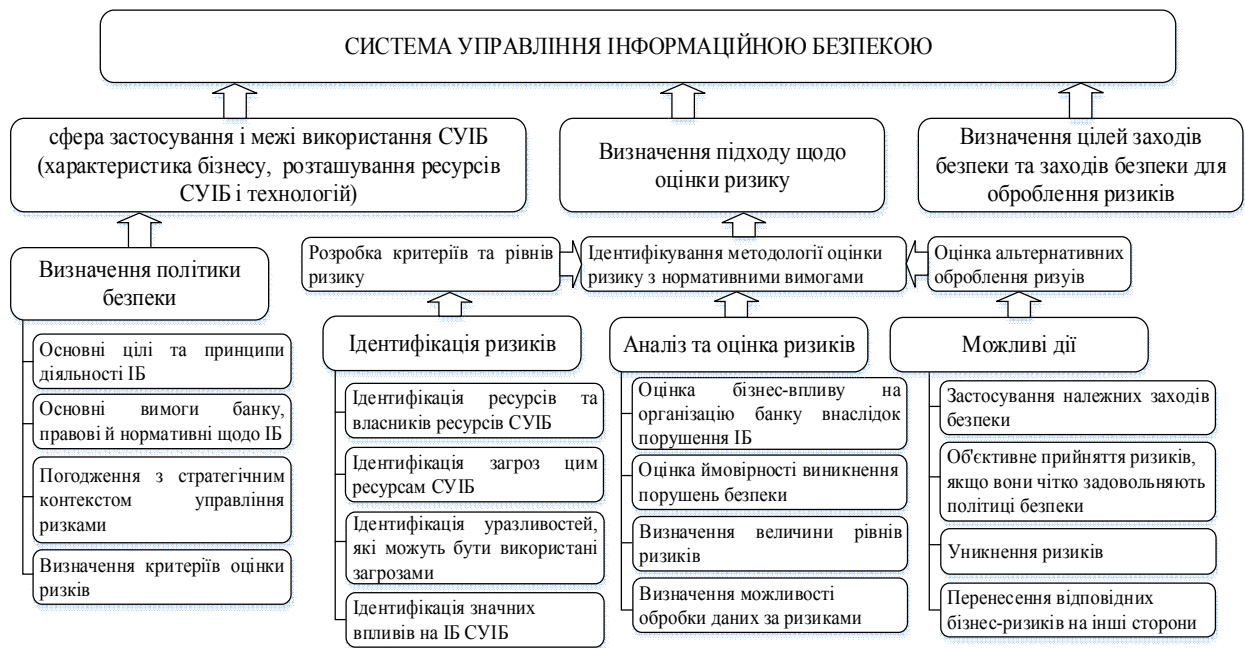 СИСТЕМА УПРАВЛІННЯ ІНФОРМАЦІЙНОЮ БЕЗПЕКОЮ
сфера застосування і межі використання СУІБ
(характеристика бізнесу, розташування ресурсів
СУІБ і технологій)
Визначення підходу щодо
оцінки ризику
Визначення цілей заходів
безпеки та заходів безпеки для
оброблення ризиків
Визначення політики
безпеки
Розробка критеріїв та рівнів
ризику
Ідентифікування методології оцінки
ризику з нормативними вимогами
Оцінка альтернативних
оброблення ризуів
Основні цілі та принципи
діяльності ІБ
Основні вимоги банку,
правові й нормативні щодо ІБ
Погодження з стратегічним
контекстом управління
ризками
Визначення критеріїв оцінки
ризків
Ідентифікація ризиків
Ідентифікація ресурсів та
власників ресурсів СУІБ
Ідентифікація загроз цим
ресурсам СУІБ
Ідентифікація уразливостей,
які можуть бути використані
загрозами
Ідентифікація значних
впливів на ІБ СУІБ
Аналіз та оцінка ризиків
Оцінка бізнес-впливу на
організацію банку внаслідок
порушення ІБ
Оцінка ймовірності виникнення
порушень безпеки
Визначення величини рівнів
ризиків
Визначення можливості
обробки даних за ризиками
Можливі дії
Застосування належних заходів
безпеки
Об'єктивне прийняття ризиків,
якщо вони чітко задовольняють
політиці безпеки
Уникнення ризиків
Перенесення відповідних
бізнес-ризиків на інші сторони